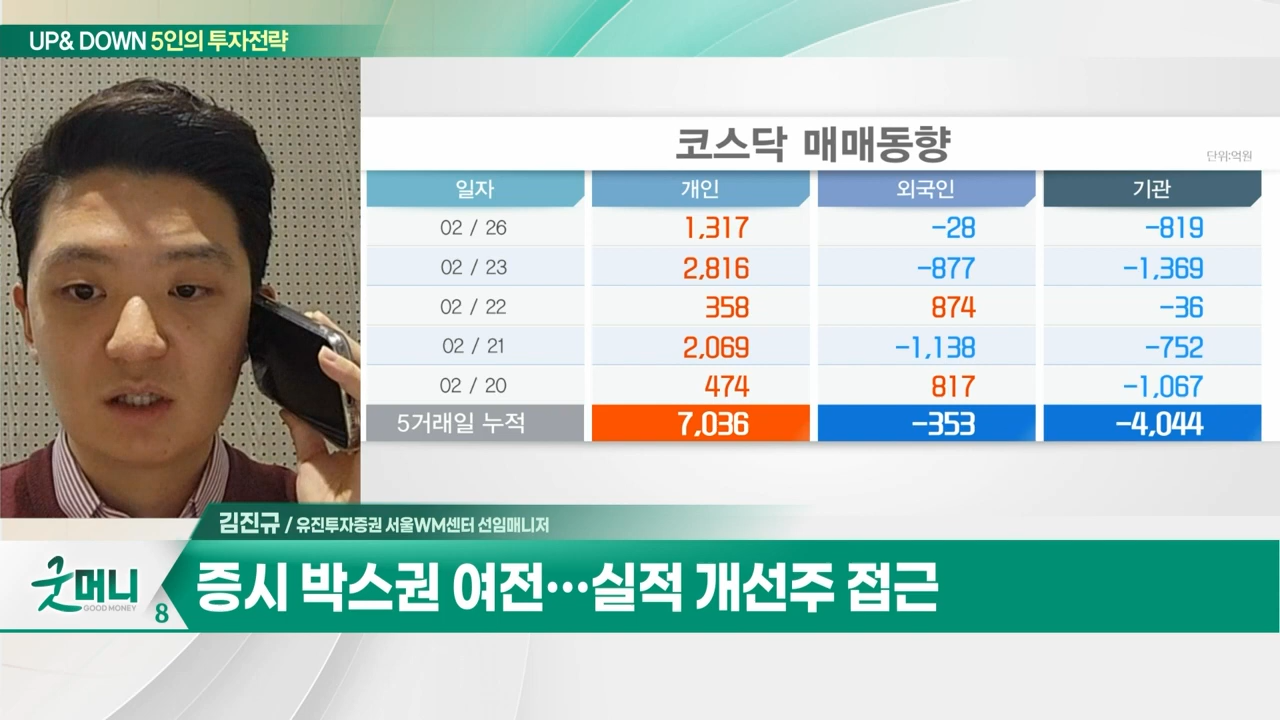 UP& DOWN 5인의 투자전략
코스닥 매매동향
단위:억원
일자 개인 외국인 기관
02 / 26 1,317 -28 -819
02 / 23 2,816 -877 -1,369
02 / 22 358 874 -36
02 / 21 2,069 -1,138 -752
02 / 20 474 817 -1,067
5거래일 누적 7,036 -353 -4,044
김진규 / 유진투자증권 서울WM센터 선임매니저
굿머니
GOOD MONEY
8
증시 박스권 여전…실적 개선주 접근